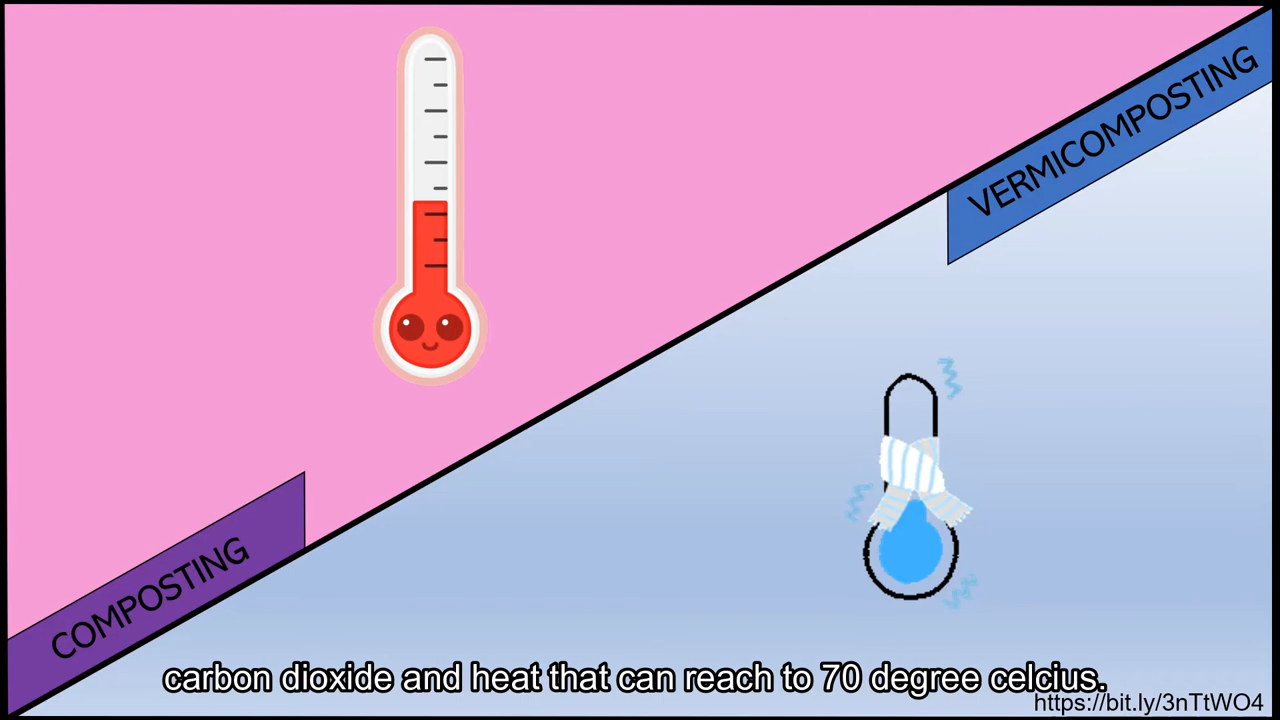 VERMICOMPOSTING
COMPOSTING
carbon dioxide and heat that can reach to 70 degree celcius.
https://bit.ly/3nTtWO4